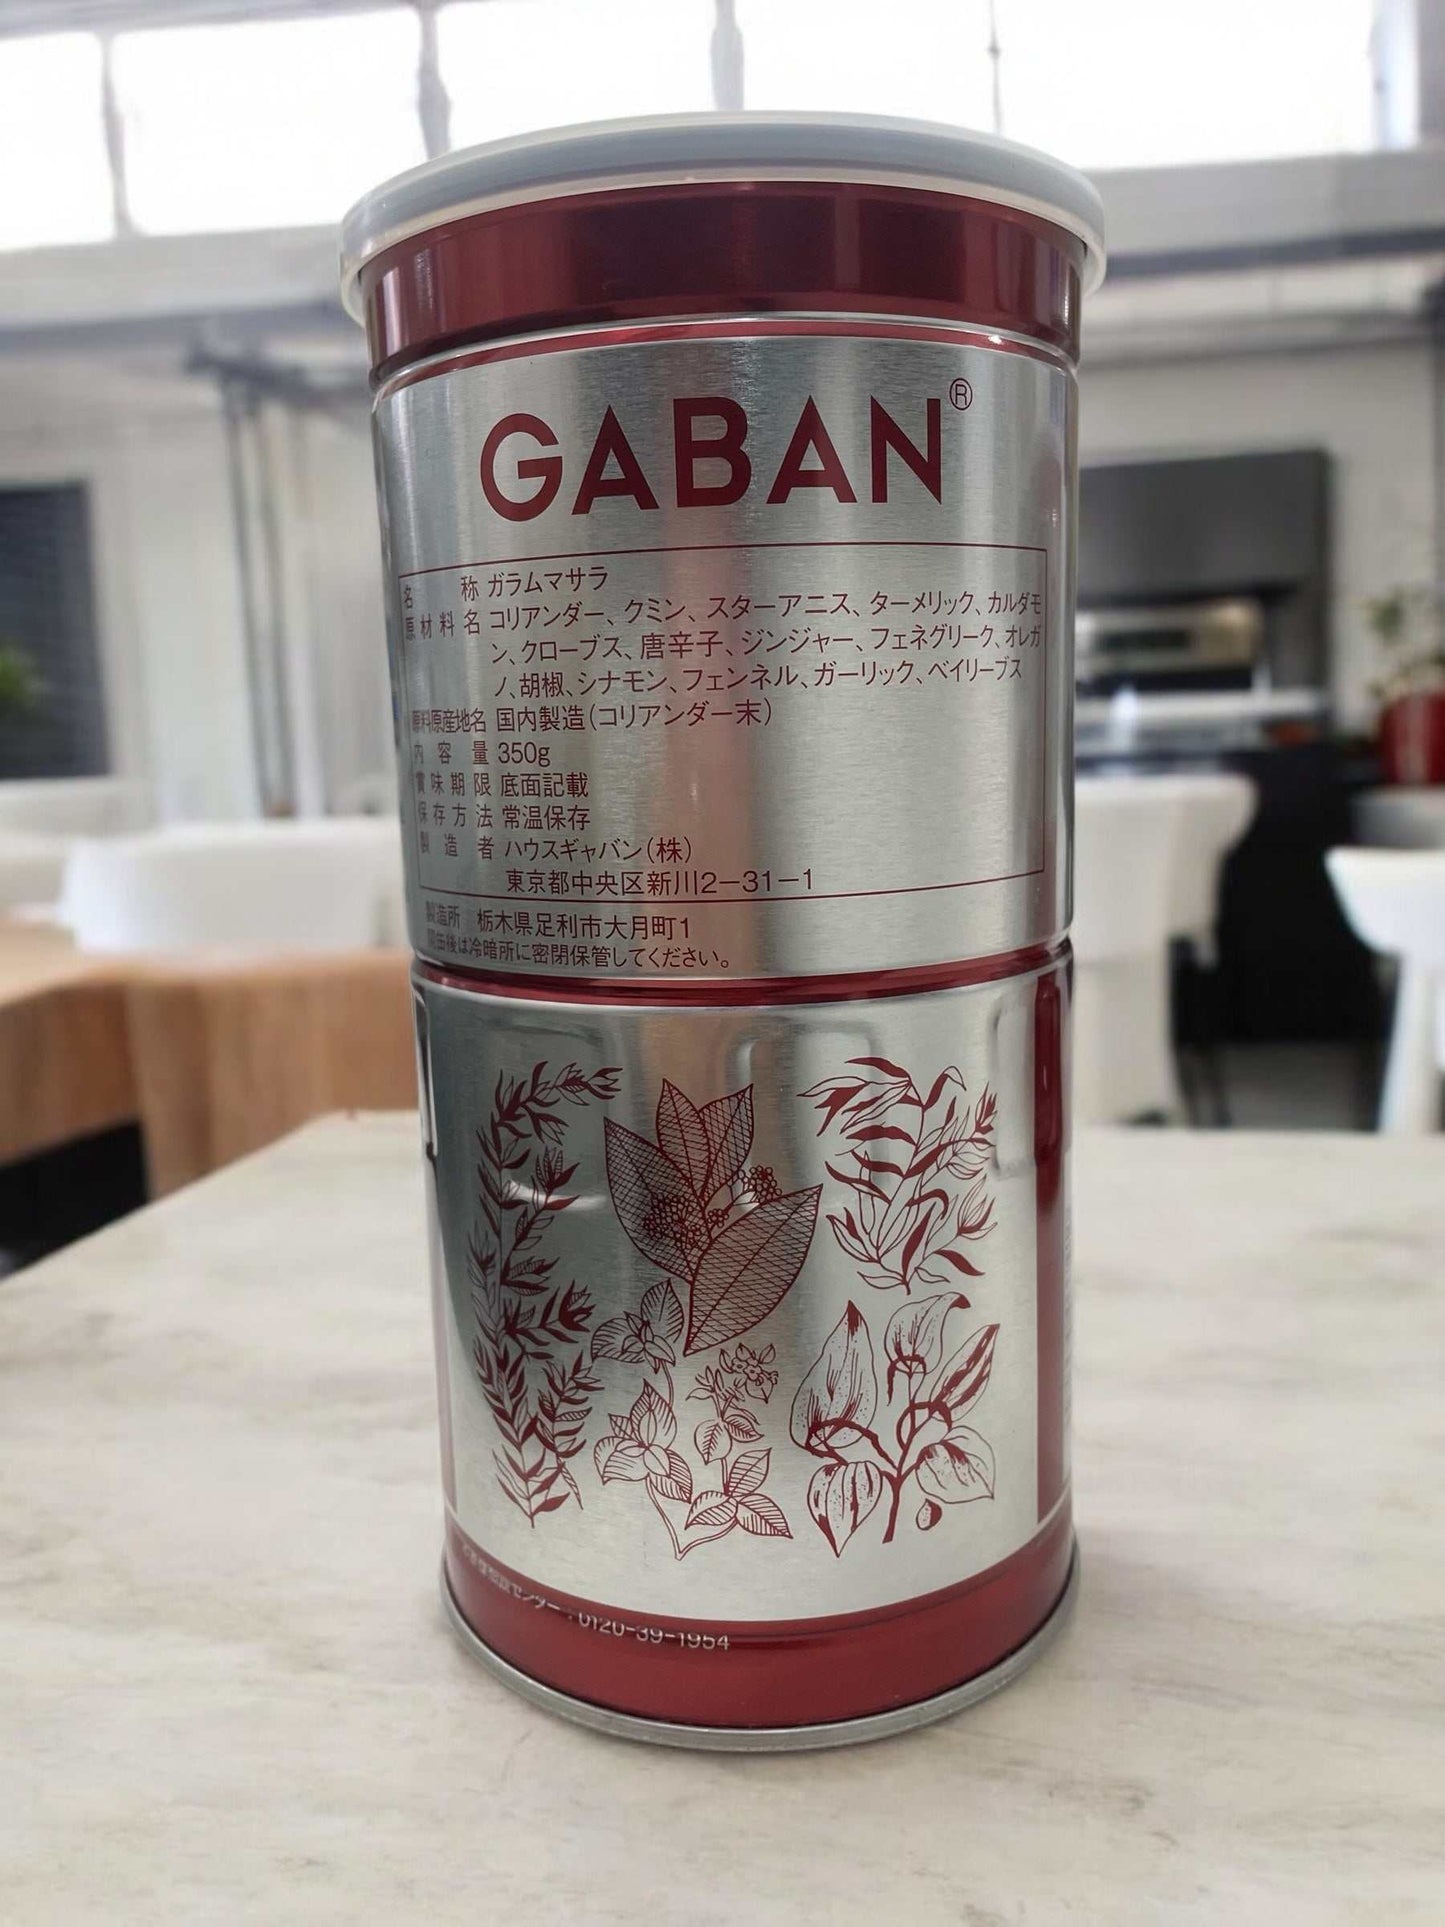 GABAN®
名称 ガラムマサラ
原材料名 コリアンダー、クミン、スターアニス、ターメリック、カルダモ
ン、クローブス、唐辛子、ジンジャー、フェネグリーク、オレガ
ノ、胡椒、シナモン、フェンネル、ガーリック、ベイリーブス
原料原産地名 国内製造(コリアンダー末)
内容量 350g
賞味期限 底面記載
保存方法 常温保存
製造者 ハウスギャバン(株)
東京都中央区新川2-31-1
製造所 栃木県足利市大月町1
開缶後は冷暗所に密閉保管してください。
お客様相談センター:0120-39-1954